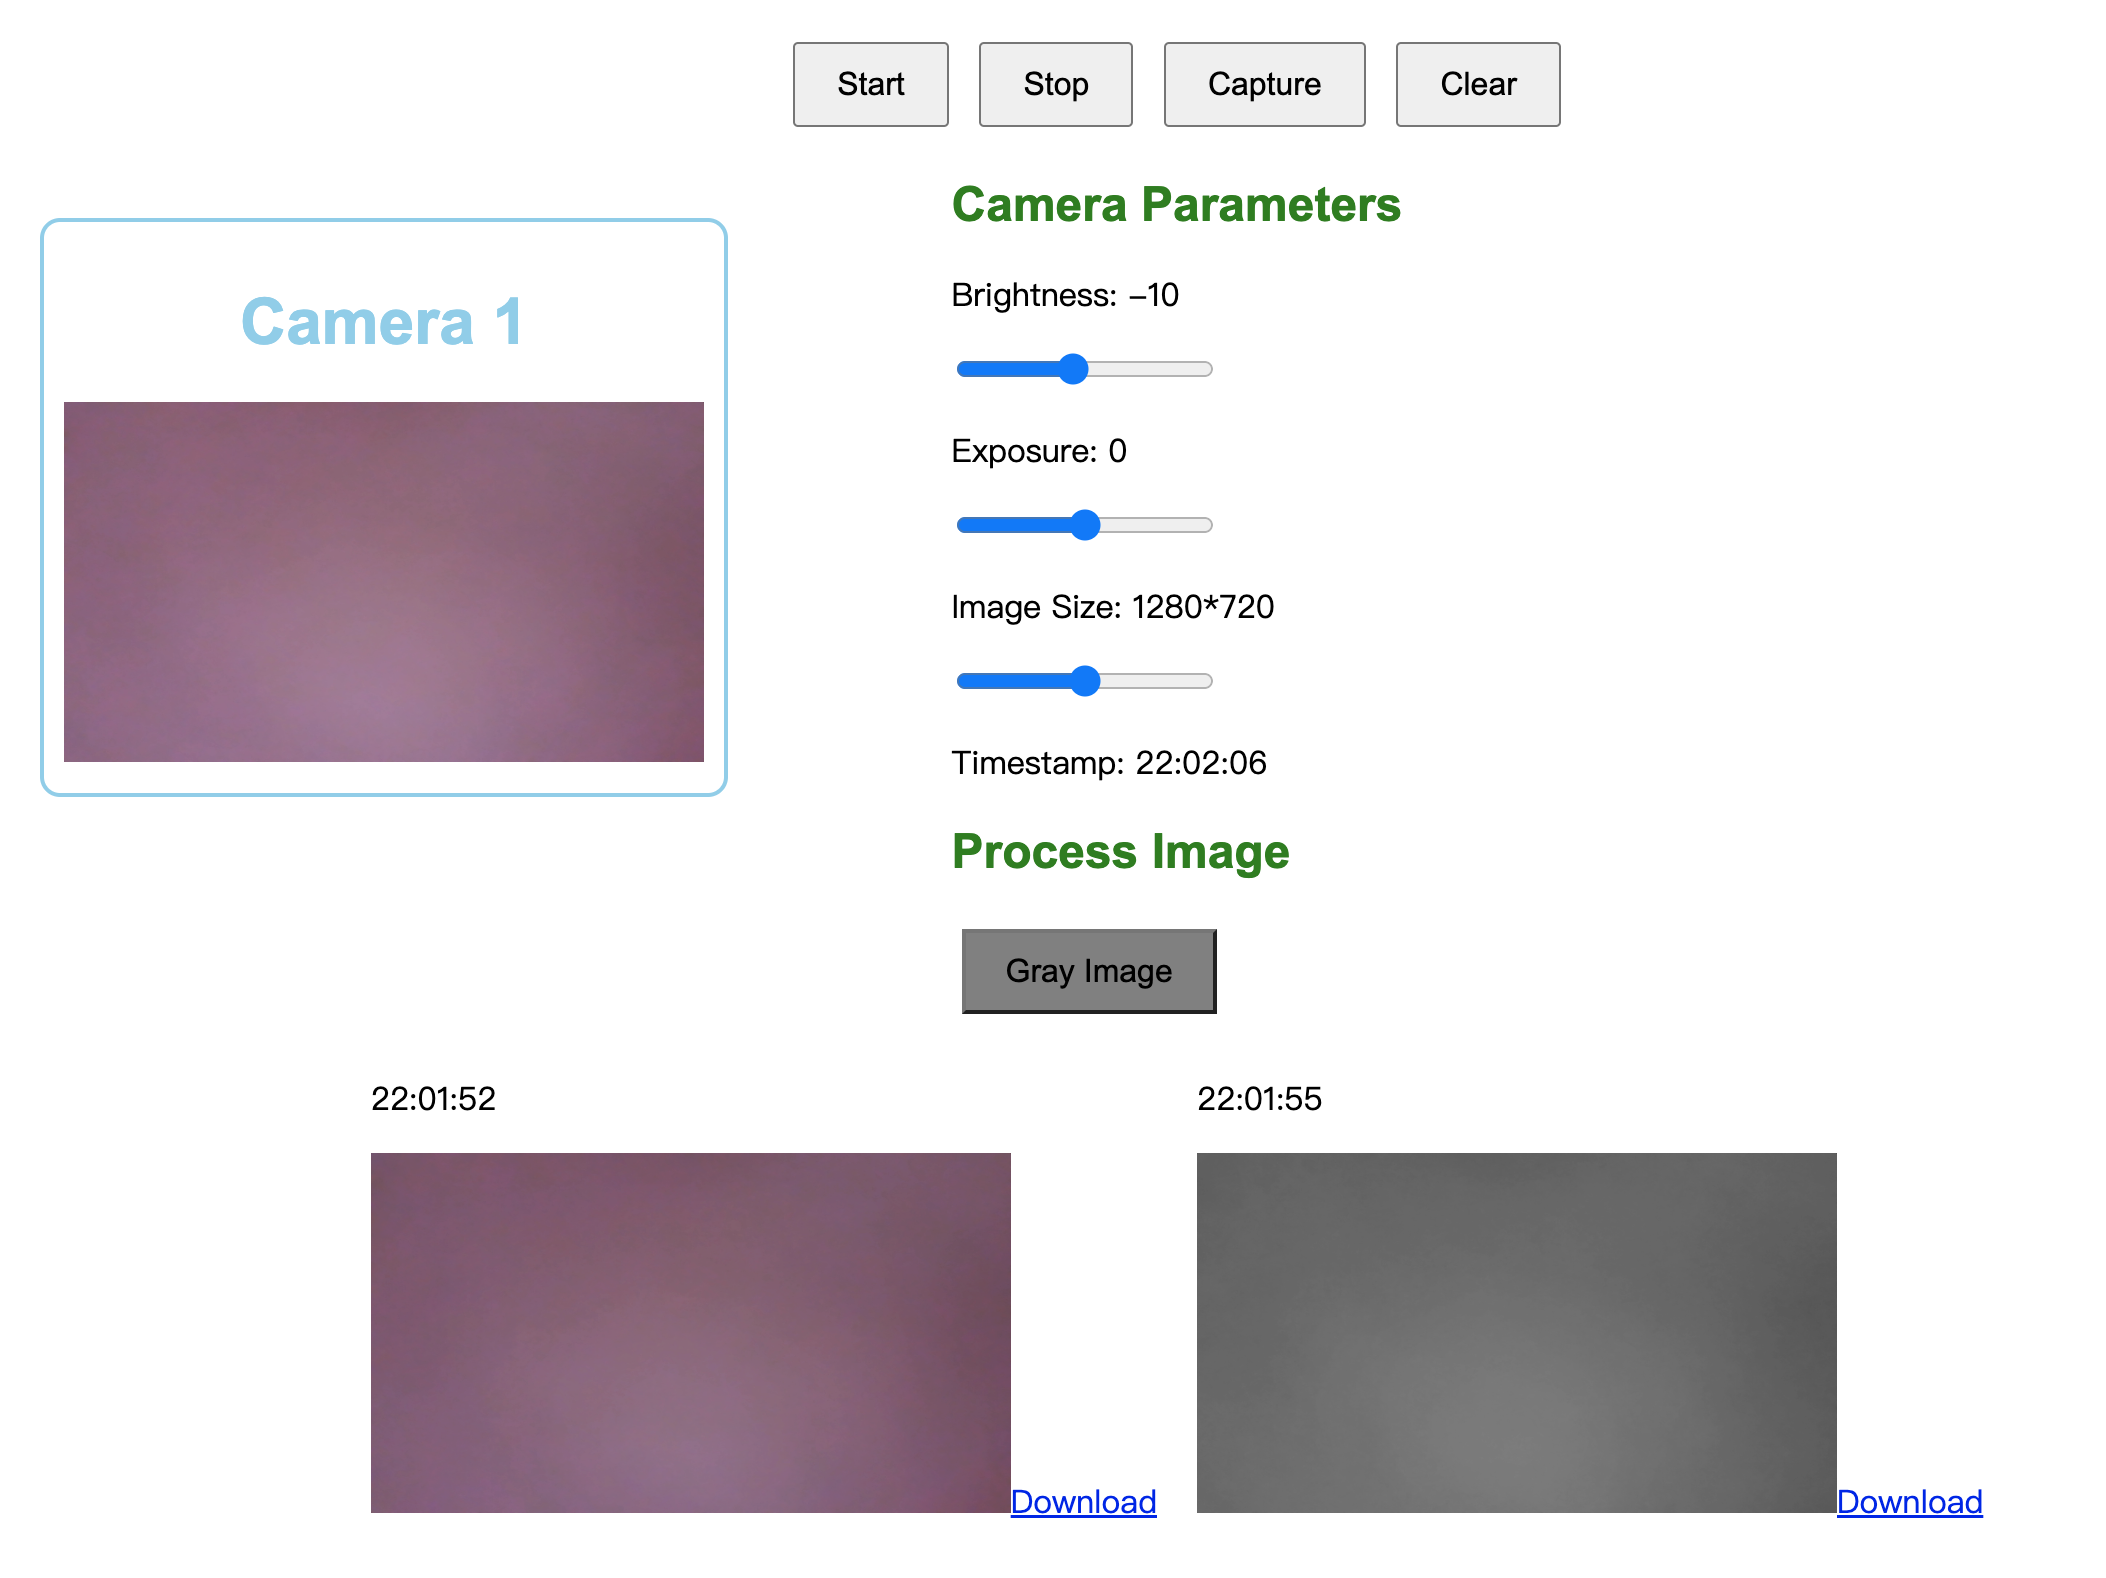 Start Stop Capture Clear
Camera 1
Camera Parameters
Brightness: -10
Exposure: 0
Image Size: 1280*720
Timestamp: 22:02:06
Process Image
Gray Image
22:01:52
Download
22:01:55
Download